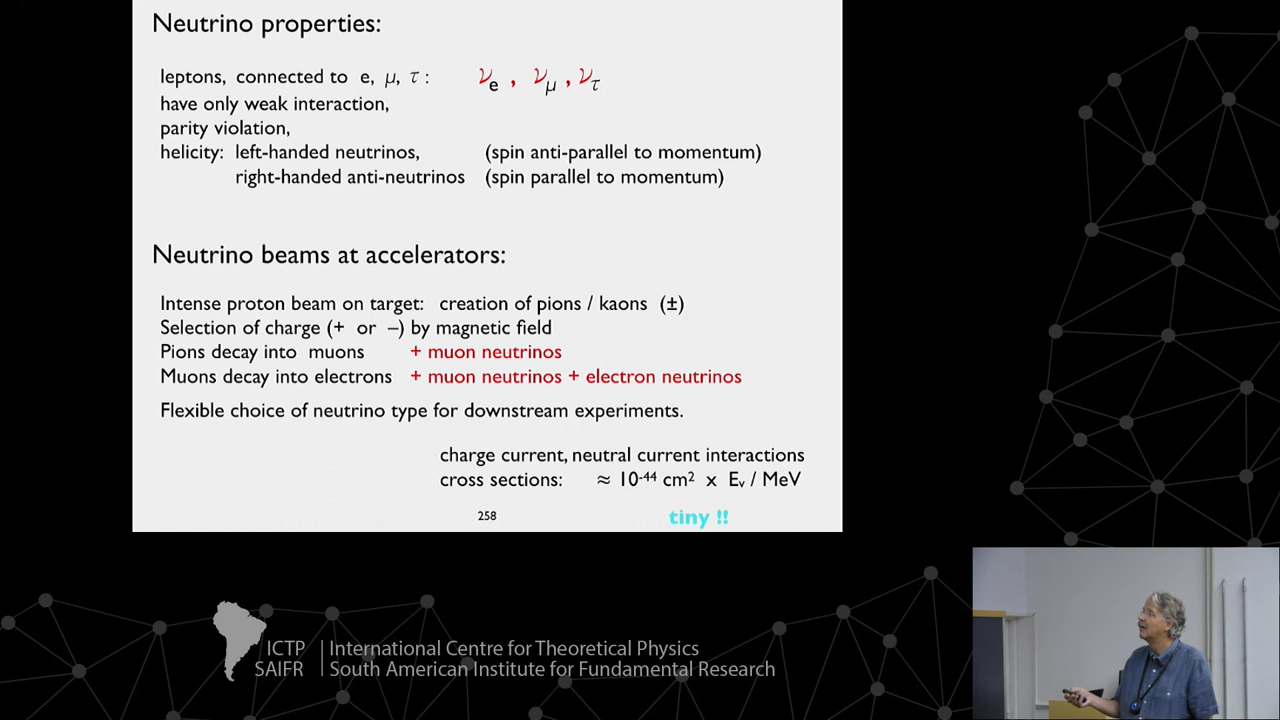 Neutrino properties:
leptons, connected to e, μ, τ : νe , νμ , ντ
have only weak interaction,
parity violation,
helicity: left-handed neutrinos, (spin anti-parallel to momentum)
right-handed anti-neutrinos (spin parallel to momentum)
Neutrino beams at accelerators:
Intense proton beam on target: creation of pions / kaons (±)
Selection of charge (+ or –) by magnetic field
Pions decay into muons + muon neutrinos
Muons decay into electrons + muon neutrinos + electron neutrinos
Flexible choice of neutrino type for downstream experiments.
charge current, neutral current interactions
cross sections: ≈ 10⁻⁴⁴ cm² x Eᵥ / MeV
258
tiny !!
ICTP International Centre for Theoretical Physics
SAIFR South American Institute for Fundamental Research